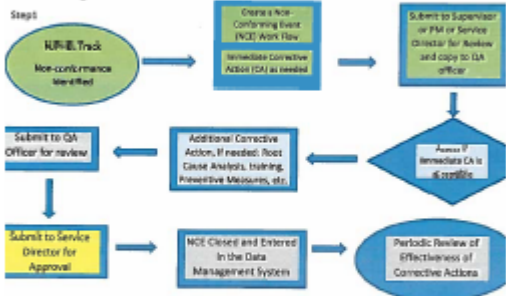 Step1
Non-conformance
Identified
Create a Non-
Conforming Event
(NCE) Work Flow
Immediate Corrective
Action (CA) as needed
Submit to Supervisor
or PM or Service
Director for Review
and copy to QA
officer
Assess if
Immediate CA is
Additional Corrective
Action, if needed: Root
Cause Analysis, training,
Preventive Measures, etc.
Submit to QA
Officer for review
Submit to Service
Director for
Approval
NCE Closed and Entered
in the Data
Management System
Periodic Review of
Effectiveness of
Corrective Actions